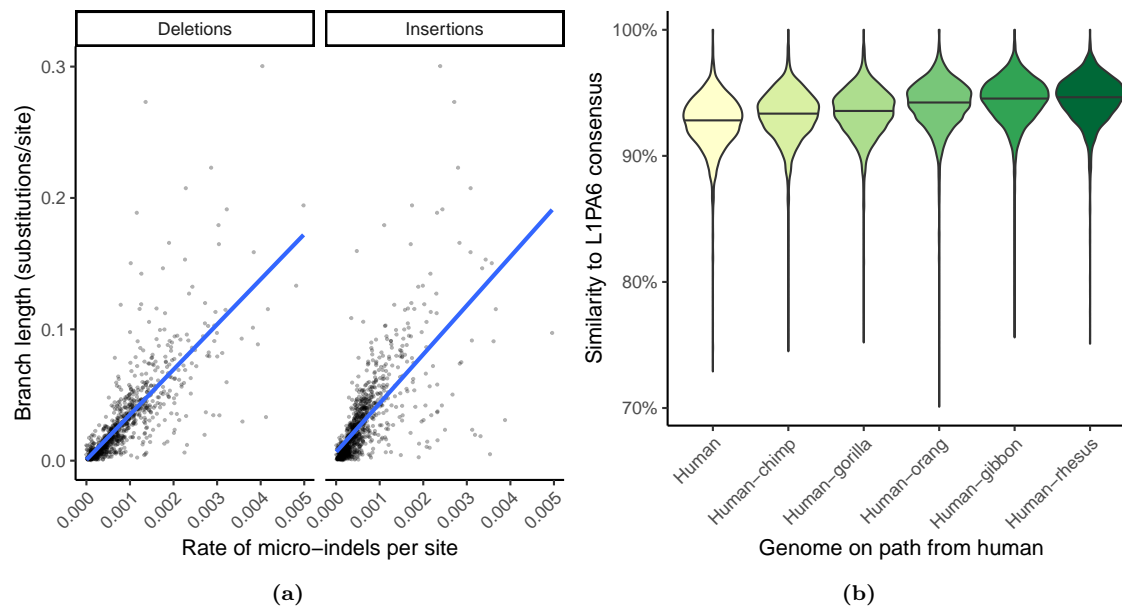 Deletions
Insertions
Branch length (substitutions/site)
0.3
0.2
0.1
0.0
0.000
0.001
0.002
0.003
0.004
0.005
0.000
0.001
0.002
0.003
0.004
0.005
Rate of micro−indels per site
(a)
Similarity to L1PA6 consensus
100%
90%
80%
70%
Human
Human−chimp
Human−gorilla
Human−orang
Human−gibbon
Human−rhesus
Genome on path from human
(b)